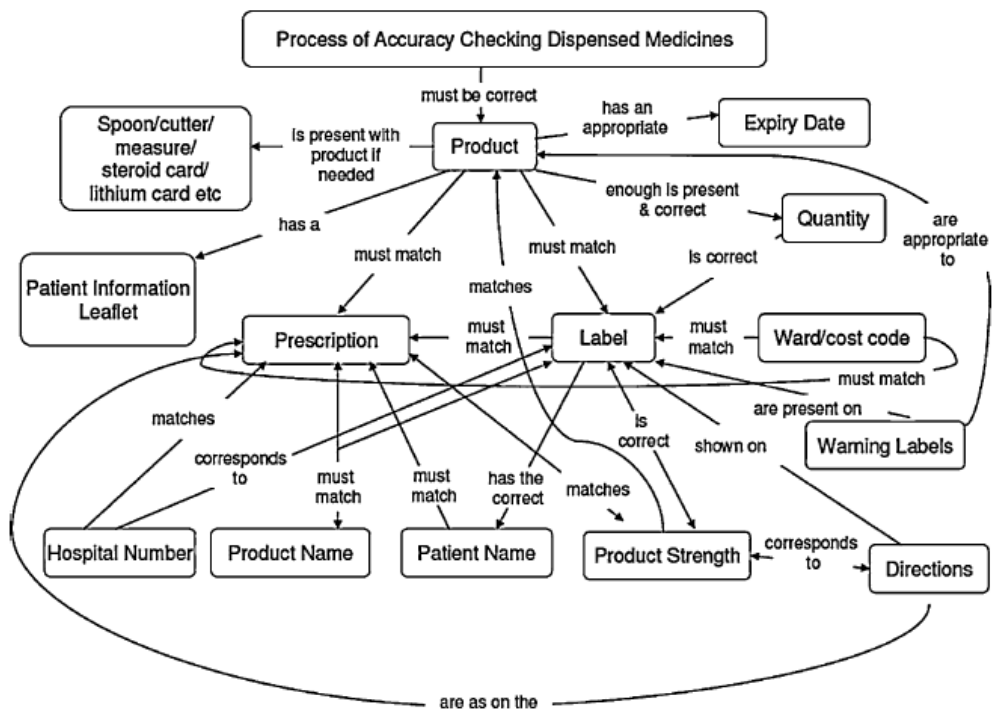 Process of Accuracy Checking Dispensed Medicines
must be correct
has an
appropriate
Expiry Date
Spoon/cutter/
measure/
steroid card/
lithium card etc
is present with
product if
needed
Product
enough is present
& correct
Quantity
are
appropriate
to
has a
must match
must match
is correct
matches
Patient Information
Leaflet
Prescription
must
match
Label
must
match
Ward/cost code
must match
matches
are present on
is
correct
shown on
Warning Labels
corresponds
to
must
match
must
match
has the
correct
matches
Hospital Number
Product Name
Patient Name
Product Strength
corresponds
to
Directions
are as on the